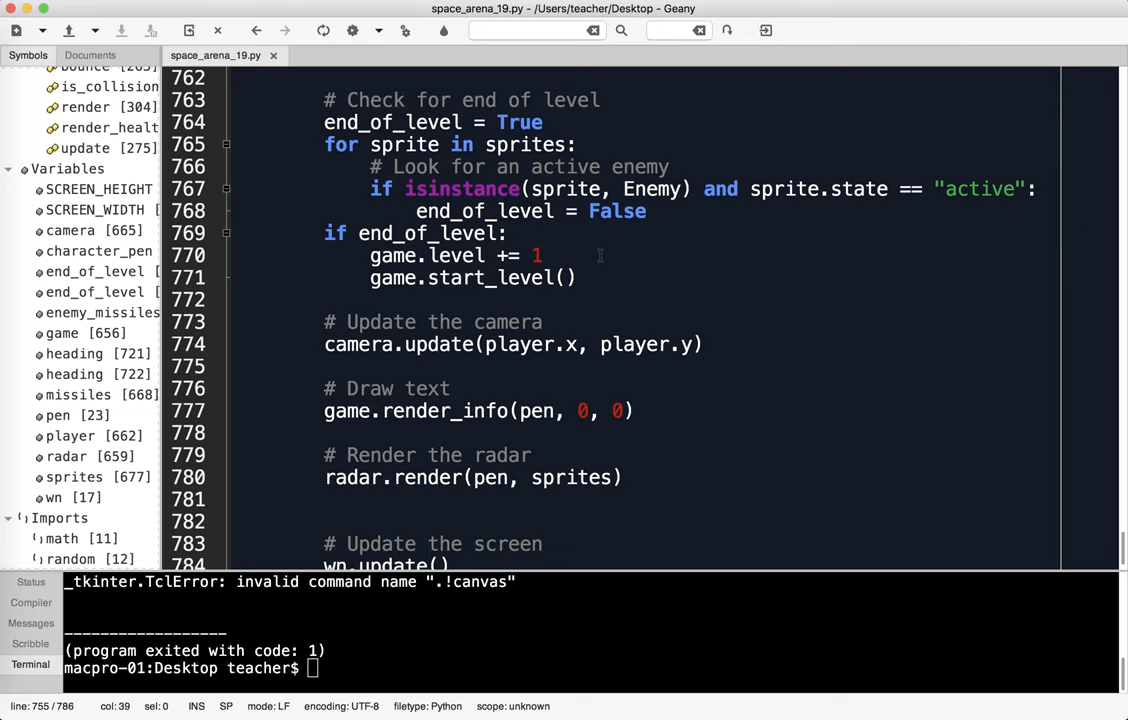 space_arena_19.py - /Users/teacher/Desktop - Geany
Symbols
Documents
space_arena_19.py
is_collision
render [304]
render_healt
update [275]
Variables
SCREEN_HEIGHT
SCREEN_WIDTH [
camera [665]
character_pen
end_of_level [
end_of_level [
enemy_missiles
game [656]
heading [721]
heading [722]
missiles [668]
pen [23]
player [662]
radar [659]
sprites [677]
wn [17]
Imports
math [11]
random [12]
762
763 # Check for end of level
764 end_of_level = True
765 for sprite in sprites:
766 # Look for an active enemy
767 if isinstance(sprite, Enemy) and sprite.state == "active":
768 end_of_level = False
769 if end_of_level:
770 game.level += 1
771 game.start_level()
772
773 # Update the camera
774 camera.update(player.x, player.y)
775
776 # Draw text
777 game.render_info(pen, 0, 0)
778
779 # Render the radar
780 radar.render(pen, sprites)
781
782
783 # Update the screen
784 wn.update()
Status
Compiler
Messages
Scribble
Terminal
_tkinter.TclError: invalid command name ".!canvas"
------------------
(program exited with code: 1)
macpro-01:Desktop teacher$
line: 755 / 786 col: 39 sel: 0 INS SP mode: LF encoding: UTF-8 filetype: Python scope: unknown